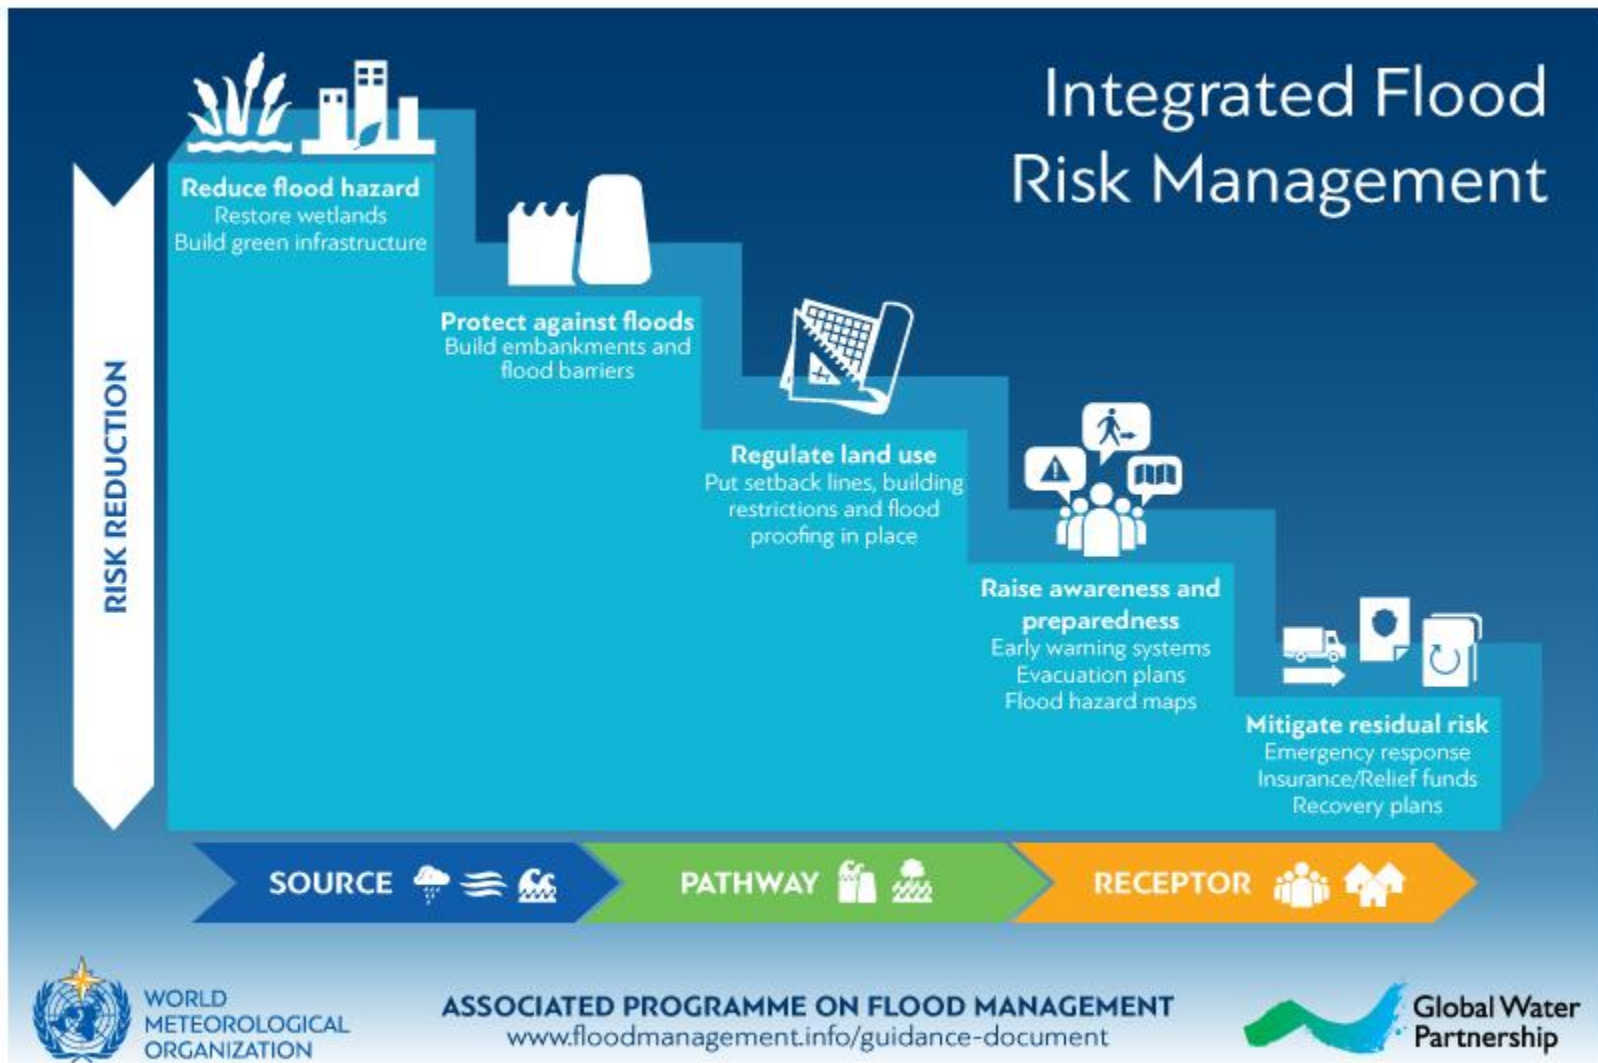 Integrated Flood
Risk Management
RISK REDUCTION
Reduce flood hazard
Restore wetlands
Build green infrastructure
Protect against floods
Build embankments and
flood barriers
Regulate land use
Put setback lines, building
restrictions and flood
proofing in place
Raise awareness and
preparedness
Early warning systems
Evacuation plans
Flood hazard maps
Mitigate residual risk
Emergency response
Insurance/Relief funds
Recovery plans
SOURCE
PATHWAY
RECEPTOR
WORLD
METEOROLOGICAL
ORGANIZATION
ASSOCIATED PROGRAMME ON FLOOD MANAGEMENT
www.floodmanagement.info/guidance-document
Global Water
Partnership